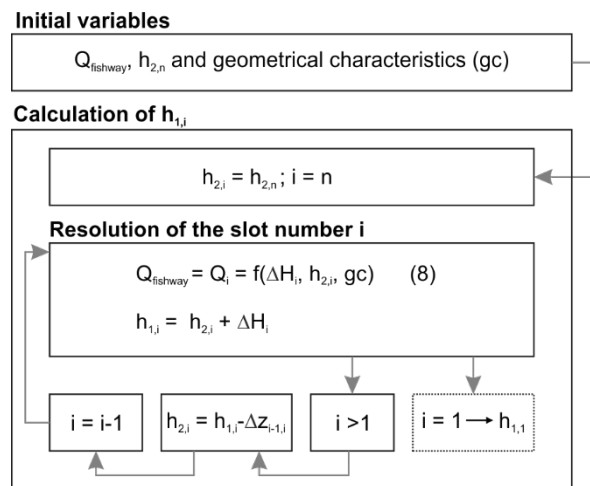 Initial variables
Q_fishway, h_2,n and geometrical characteristics (gc)
Calculation of h_1,i
h_2,i = h_2,n; i = n
Resolution of the slot number i
Q_fishway = Q_i = f(ΔH_i, h_2,i, gc) (8)
h_1,i = h_2,i + ΔH_i
i = i-1
h_2,i = h_1,i-Δz_i-1,i
i >1
i = 1 → h_1,1